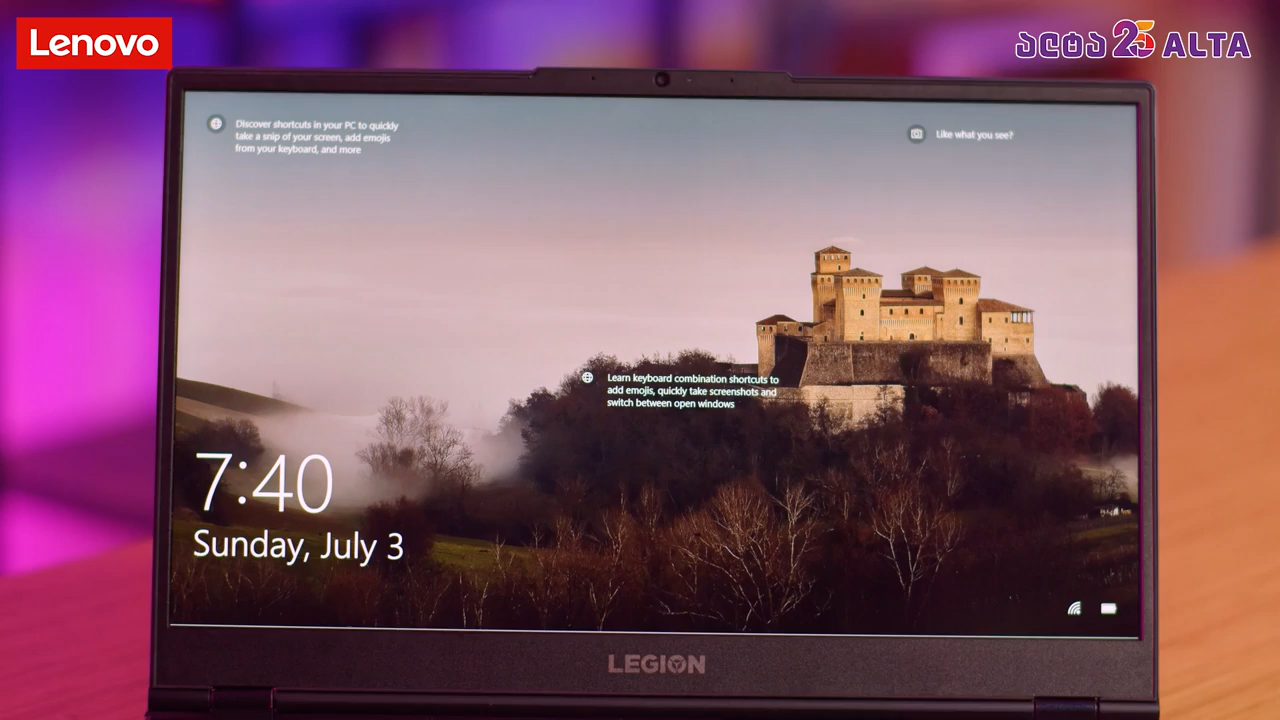 Lenovo
ალტა 25 ALTA
Discover shortcuts in your PC to quickly
take a snip of your screen, add emojis
from your keyboard, and more
Like what you see?
Learn keyboard combination shortcuts to
add emojis, quickly take screenshots and
switch between open windows
7:40
Sunday, July 3
LEGION